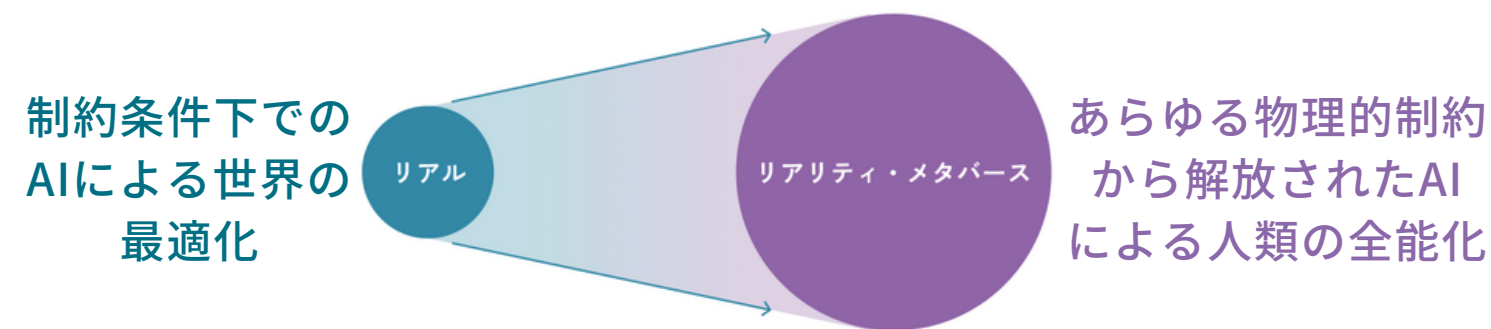 制約条件下での
AIによる世界の
最適化
リアル
リアリティ・メタバース
あらゆる物理的制約
から解放されたAI
による人類の全能化